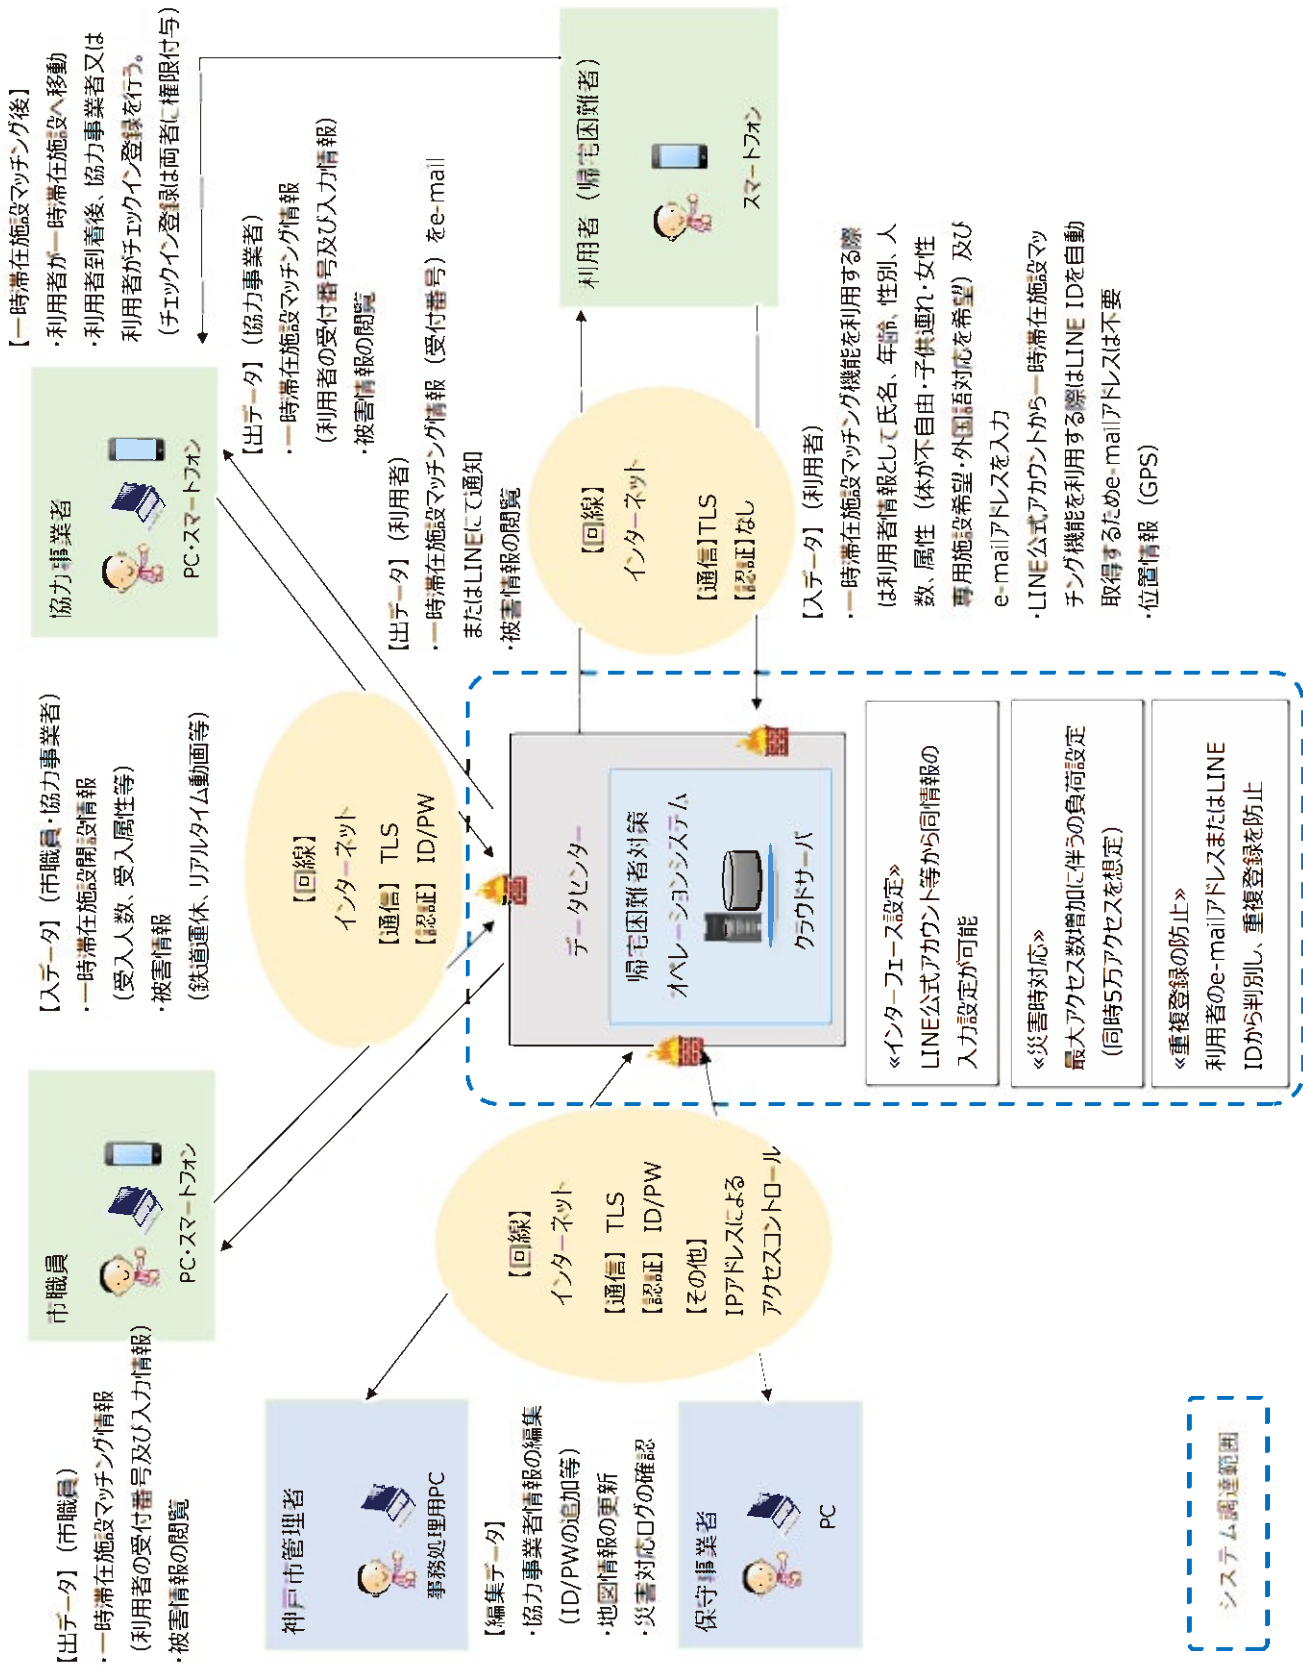 【出データ】（市職員）
・一時滞在施設マッチング情報
（利用者の受付番号及び入力情報）
・被害情報の閲覧
市職員
PC・スマートフォン
【入データ】（市職員・協力事業者）
・一時滞在施設開設情報
（受入人数、受入属性等）
・被害情報
（鉄道運休、リアルタイム動画等）
協力事業者
PC・スマートフォン
【一時滞在施設マッチング後】
・利用者が一時滞在施設へ移動
・利用者到着後、協力事業者又は
利用者がチェックイン登録を行う。
（チェックイン登録は両者に権限付与）
【出データ】（協力事業者）
・一時滞在施設マッチング情報
（利用者の受付番号及び入力情報）
・被害情報の閲覧
【出データ】（利用者）
・一時滞在施設マッチング情報（受付番号）をe-mail
またはLINEにて通知
・被害情報の閲覧
【回線】
インターネット
【通信】 TLS
【認証】 ID/PW
神戸市管理者
事務処理用PC
【編集データ】
・協力事業者情報の編集
（ID/PWの追加等）
・地図情報の更新
・災害対応ログの確認
保守事業者
PC
【回線】
インターネット
【通信】 TLS
【認証】 ID/PW
【その他】
IPアドレスによる
アクセスコントロール
データセンター
帰宅困難者対策
オペレーションシステム
クラウドサーバ
【回線】
インターネット
【通信】TLS
【認証】なし
利用者（帰宅困難者）
スマートフォン
【入データ】（利用者）
・一時滞在施設マッチング機能を利用する際
は利用者情報として氏名、年齢、性別、人
数、属性（体が不自由・子供連れ・女性
専用施設希望・外国語対応を希望）及び
e-mailアドレスを入力
・LINE公式アカウントから一時滞在施設マッ
チング機能を利用する際はLINE IDを自動
取得するためe-mailアドレスは不要
・位置情報（GPS）
≪インターフェース設定≫
LINE公式アカウント等から同情報の
入力設定が可能
≪災害時対応≫
最大アクセス数増加に伴うの負荷設定
（同時5万アクセスを想定）
≪重複登録の防止≫
利用者のe-mailアドレスまたはLINE
IDから判別し、重複登録を防止
システム調達範囲